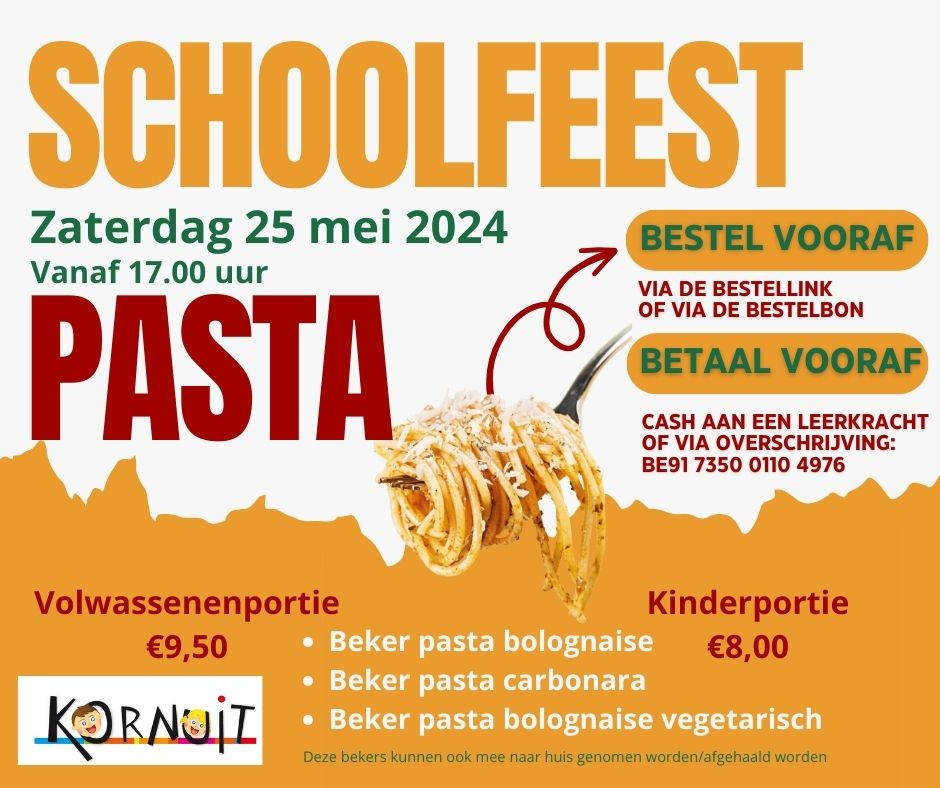 SCHOOLFEEST
Zaterdag 25 mei 2024
Vanaf 17.00 uur
PASTA
BESTEL VOORAF
VIA DE BESTELLINK
OF VIA DE BESTELBON
BETAAL VOORAF
CASH AAN EEN LEERKRACHT
OF VIA OVERSCHRIJVING:
BE91 7350 0110 4976
Volwassenenportie
€9,50
Kinderportie
€8,00
• Beker pasta bolognaise
• Beker pasta carbonara
• Beker pasta bolognaise vegetarisch
Deze bekers kunnen ook mee naar huis genomen worden/afgehaald worden
KORNUIT